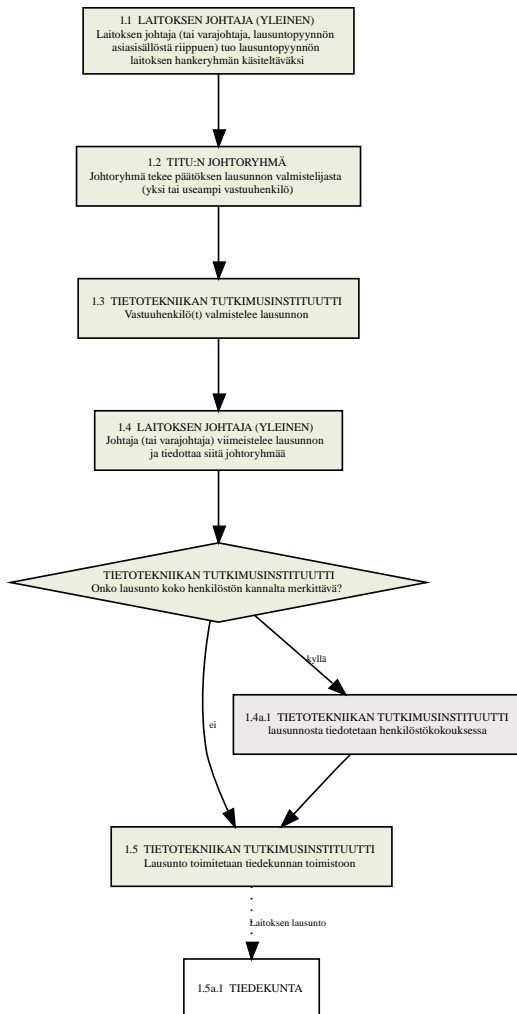 1.1 LAITOKSEN JOHTAJA (YLEINEN)
Laitoksen johtaja (tai varajohtaja, lausuntopyynnön
asiasisällöstä riippuen) tuo lausuntopyynnön
laitoksen hankeryhmän käsiteltäväksi
1.2 TITU:N JOHTORYHMÄ
Johtoryhmä tekee päätöksen lausunnon valmistelijasta
(yksi tai useampi vastuuhenkilö)
1.3 TIETOTEKNIIKAN TUTKIMUSINSTITUUTTI
Vastuuhenkilö(t) valmistelee lausunnon
1.4 LAITOKSEN JOHTAJA (YLEINEN)
Johtaja (tai varajohtaja) viimeistelee lausunnon
ja tiedottaa siitä johtoryhmää
TIETOTEKNIIKAN TUTKIMUSINSTITUUTTI
Onko lausunto koko henkilöstön kannalta merkittävä?
kyllä
1.4a.1 TIETOTEKNIIKAN TUTKIMUSINSTITUUTTI
lausunnosta tiedotetaan henkilöstökokouksessa
ei
1.5 TIETOTEKNIIKAN TUTKIMUSINSTITUUTTI
Lausunto toimitetaan tiedekunnan toimistoon
Laitoksen lausunto
1.5a.1 TIEDEKUNTA